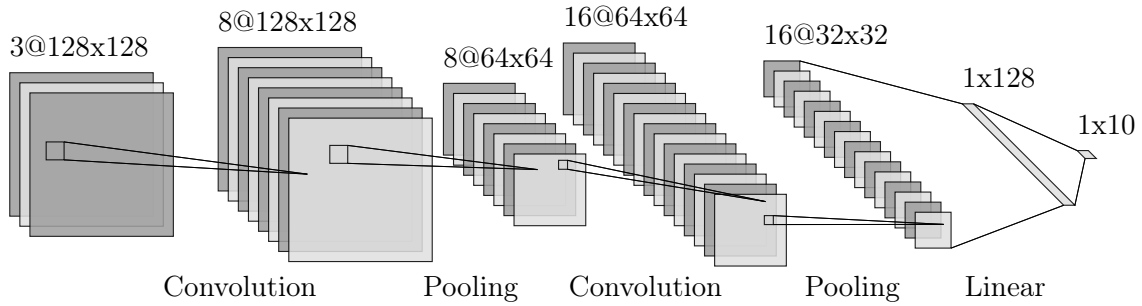 3@128x128
8@128x128
8@64x64
16@64x64
16@32x32
1x128
1x10
Convolution
Pooling
Convolution
Pooling
Linear